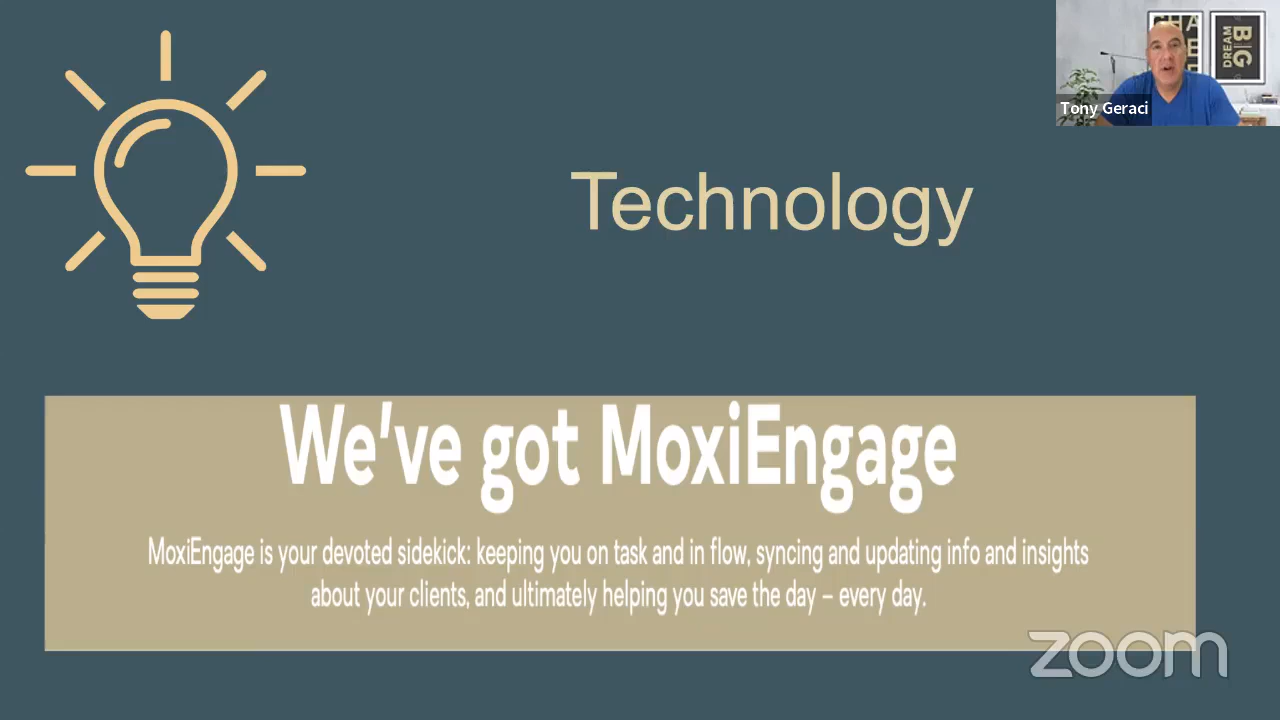 DREAM
BIG
Tony Geraci
Technology
We've got MoxiEngage
MoxiEngage is your devoted sidekick: keeping you on task and in flow, syncing and updating info and insights
about your clients, and ultimately helping you save the day – every day.
zoom